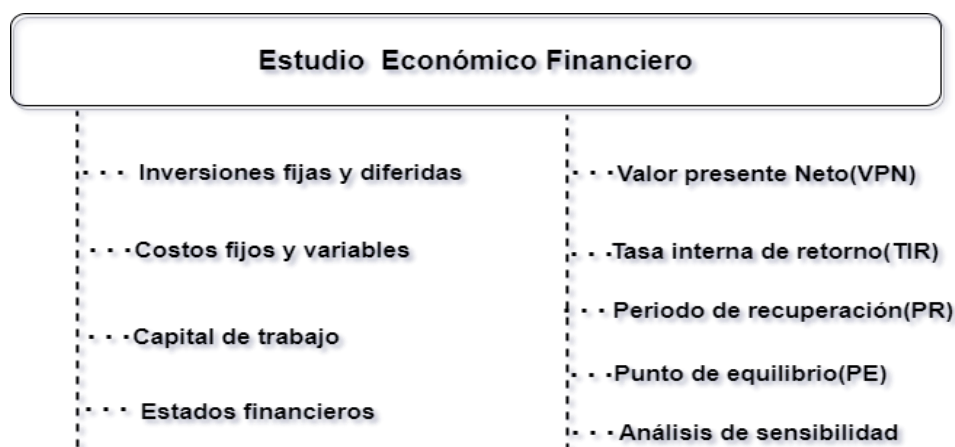 Estudio Económico Financiero
Inversiones fijas y diferidas
Costos fijos y variables
Capital de trabajo
Estados financieros
Valor presente Neto(VPN)
Tasa interna de retorno(TIR)
Periodo de recuperación(PR)
Punto de equilibrio(PE)
Análisis de sensibilidad